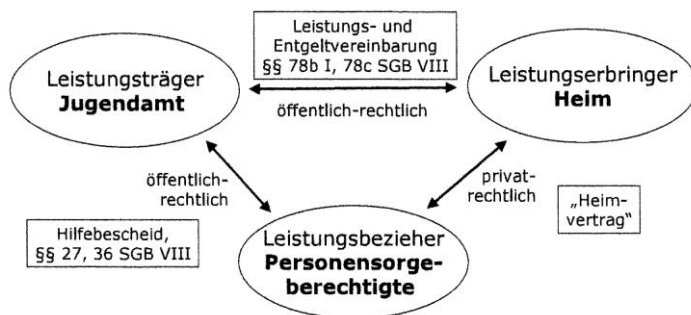 Leistungs- und
Entgeltvereinbarung
§§ 78b I, 78c SGB VIII
Leistungsträger
Jugendamt
öffentlich-rechtlich
Leistungserbringer
Heim
öffentlich-
rechtlich
privat-
rechtlich
„Heim-
vertrag“
Hilfebescheid,
§§ 27, 36 SGB VIII
Leistungsbezieher
Personensorge-
berechtigte